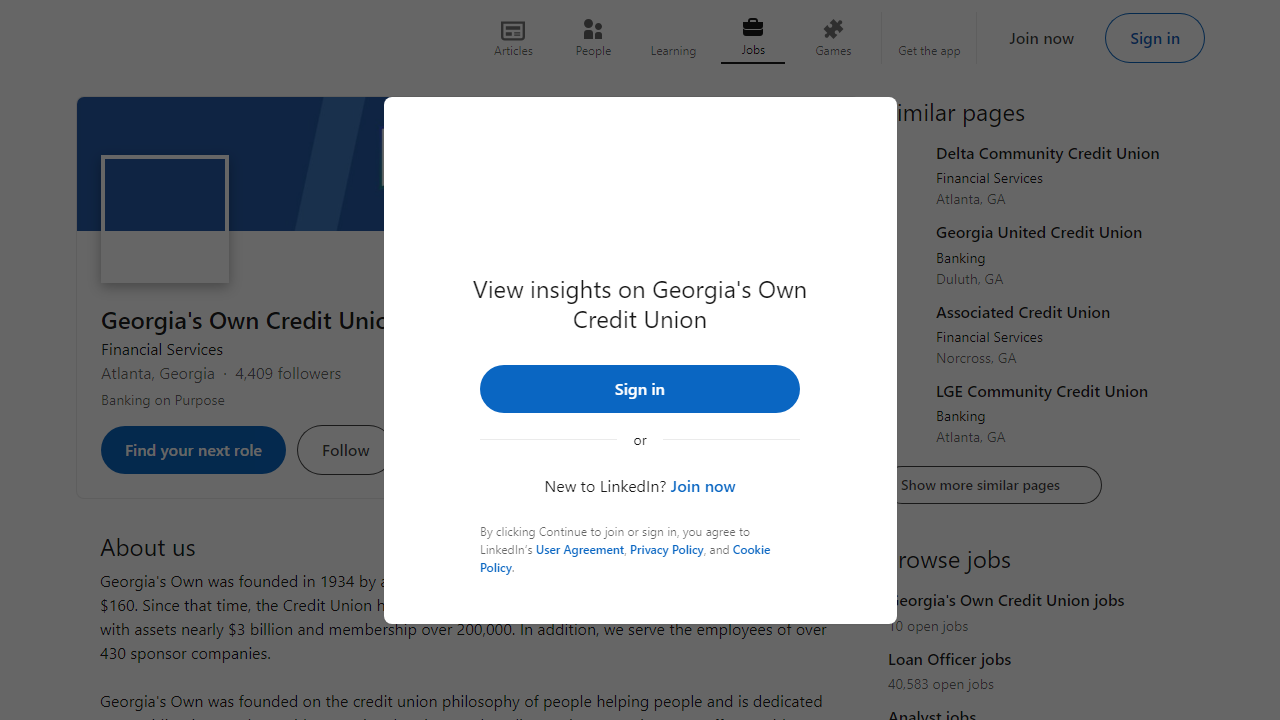 Articles
People
Learning
Jobs
Games
Get the app
Join now
Sign in
Georgia's Own Credit
Financial Services
Atlanta, Georgia · 4,409 followers
Banking on Purpose
Find your next role
Follow
View insights on Georgia's Own
Credit Union
Sign in
or
New to LinkedIn? Join now
By clicking Continue to join or sign in, you agree to
LinkedIn's User Agreement, Privacy Policy, and Cookie
Policy.
Similar pages
Delta Community Credit Union
Financial Services
Atlanta, GA
Georgia United Credit Union
Banking
Duluth, GA
Associated Credit Union
Financial Services
Norcross, GA
LGE Community Credit Union
Banking
Atlanta, GA
Show more similar pages
Browse jobs
Georgia's Own Credit Union jobs
10 open jobs
Loan Officer jobs
40,583 open jobs
Analyst jobs
About us
Georgia's Own was founded in 1934 by
$160. Since that time, the Credit Union
with assets nearly $3 billion and membership over 200,000. In addition, we serve the employees of over
430 sponsor companies.
Georgia's Own was founded on the credit union philosophy of people helping people and is dedicated